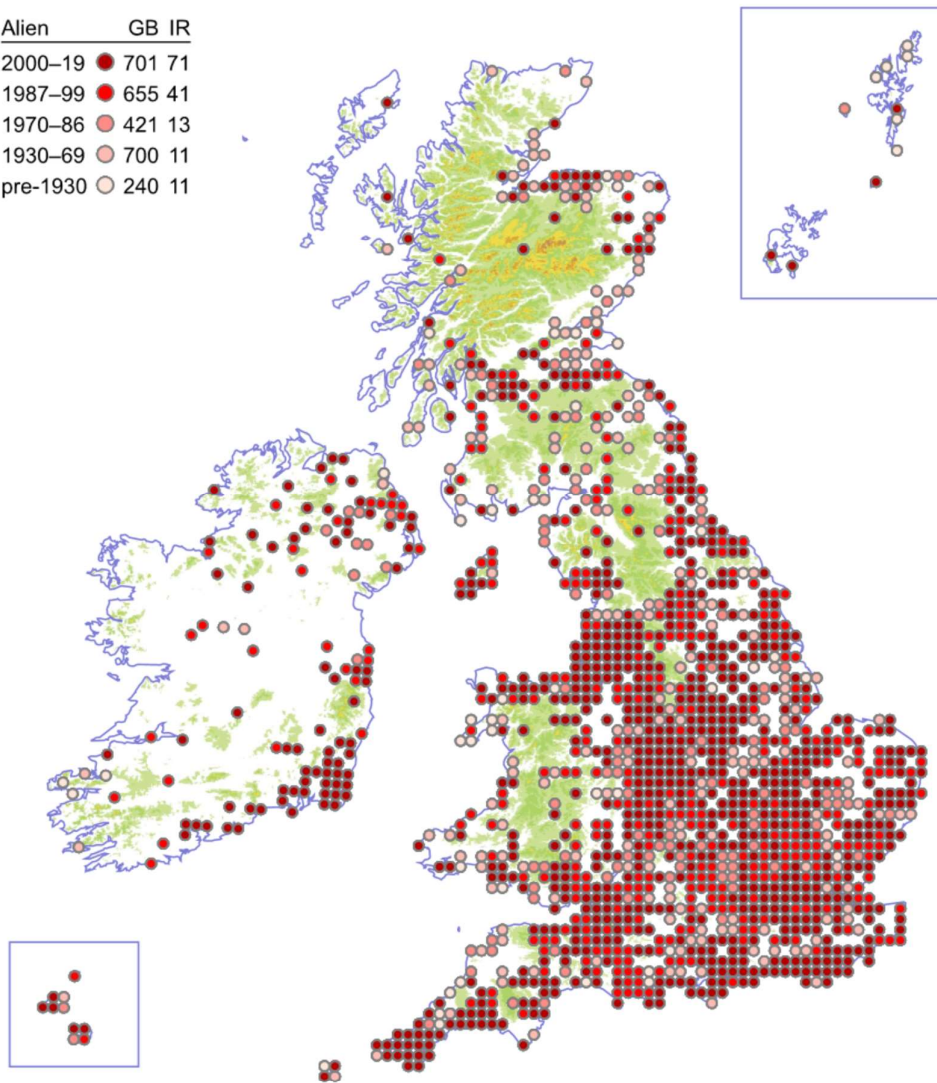 Alien GB IR
2000–19 701 71
1987–99 655 41
1970–86 421 13
1930–69 700 11
pre-1930 240 11